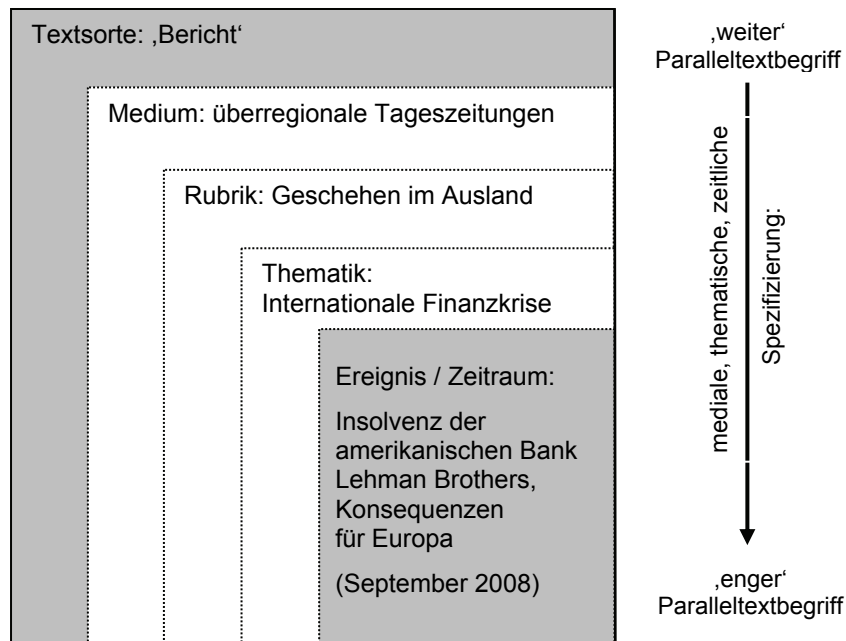 Textsorte: ‚Bericht‘
Medium: überregionale Tageszeitungen
Rubrik: Geschehen im Ausland
Thematik:
Internationale Finanzkrise
Ereignis / Zeitraum:
Insolvenz der
amerikanischen Bank
Lehman Brothers,
Konsequenzen
für Europa
(September 2008)
‚weiter‘
Paralleltextbegriff
mediale, thematische, zeitliche
Spezifizierung:
‚enger‘
Paralleltextbegriff